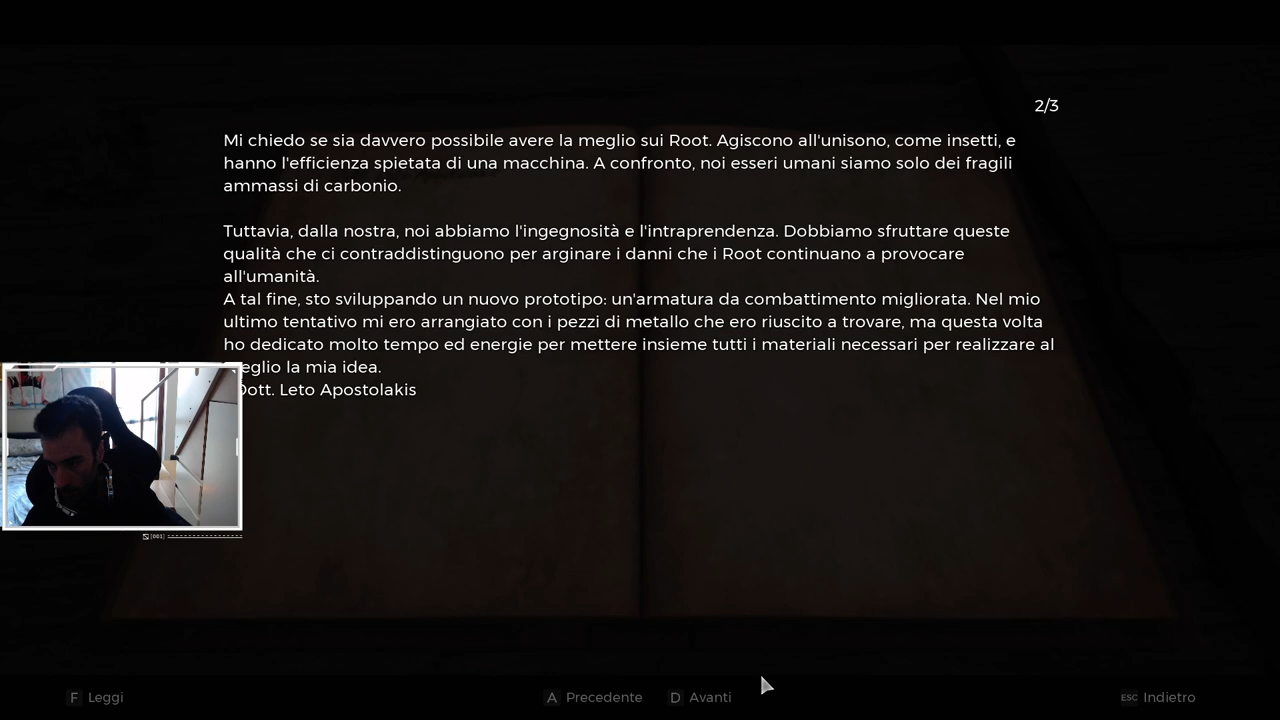 2/3
Mi chiedo se sia davvero possibile avere la meglio sui Root. Agiscono all'unisono, come insetti, e
hanno l'efficienza spietata di una macchina. A confronto, noi esseri umani siamo solo dei fragili
ammassi di carbonio.
Tuttavia, dalla nostra, noi abbiamo l'ingegnosità e l'intraprendenza. Dobbiamo sfruttare queste
qualità che ci contraddistinguono per arginare i danni che i Root continuano a provocare
all'umanità.
A tal fine, sto sviluppando un nuovo prototipo: un'armatura da combattimento migliorata. Nel mio
ultimo tentativo mi ero arrangiato con i pezzi di metallo che ero riuscito a trovare, ma questa volta
ho dedicato molto tempo ed energie per mettere insieme tutti i materiali necessari per realizzare al
eglio la mia idea.
Dott. Leto Apostolakis
[001]
F Leggi
A Precedente
D Avanti
ESC Indietro